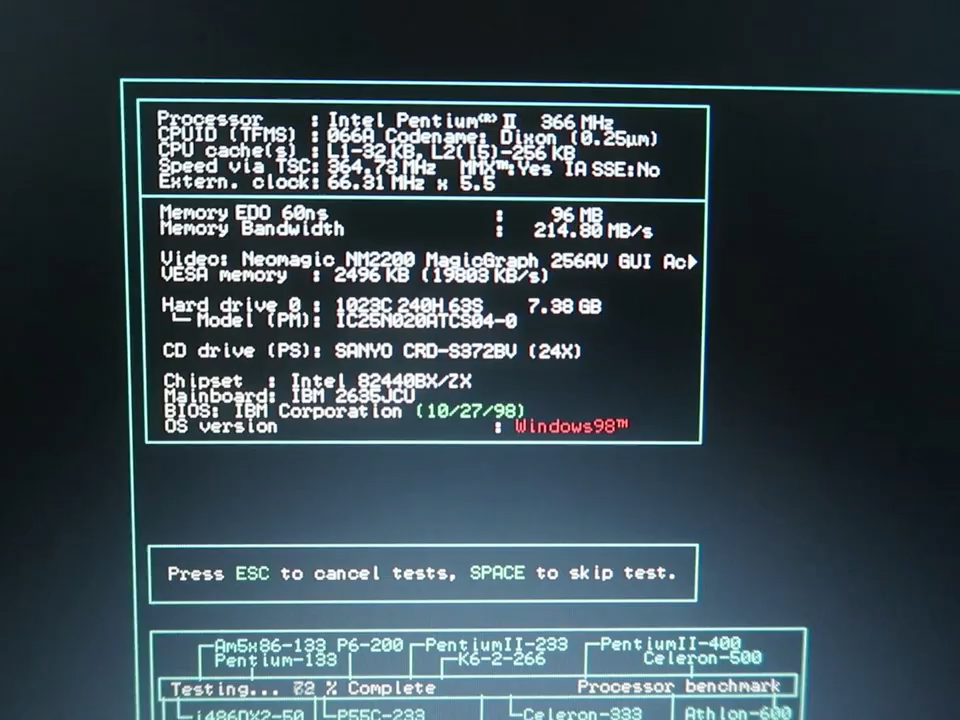 Processor : Intel Pentium(R) II 366 MHz
CPUID (TFMS) : 066A Codename: Dixon (0.25µm)
CPU cache(s) : L1-32 KB, L2(i5)-256 KB
Speed via TSC: 364.73 MHz MMX™:Yes IA SSE:No
Extern. clock: 66.31 MHz x 5.5
Memory EDO 60ns : 96 MB
Memory Bandwidth : 214.80 MB/s
Video: Neomagic NM2200 MagicGraph 256AV GUI Ac►
VESA memory : 2496 KB (19803 KB/s)
Hard drive 0 : 1023C 240H 63S 7.38 GB
└─Model (PM): IC25N020ATCS04-0
CD drive (PS): SANYO CRD-S372BV (24X)
Chipset : Intel 82440BX/ZX
Mainboard: IBM 2635JCU
BIOS: IBM Corporation (10/27/98)
OS version : Windows98™
Press ESC to cancel tests, SPACE to skip test.
Am5x86-133 P6-200 PentiumII-233 PentiumII-400
Pentium-133 K6-2-266 Celeron-500
Testing... % Complete Processor benchmark
i486DX2-50 P55C-233 Celeron-333 Athlon-600